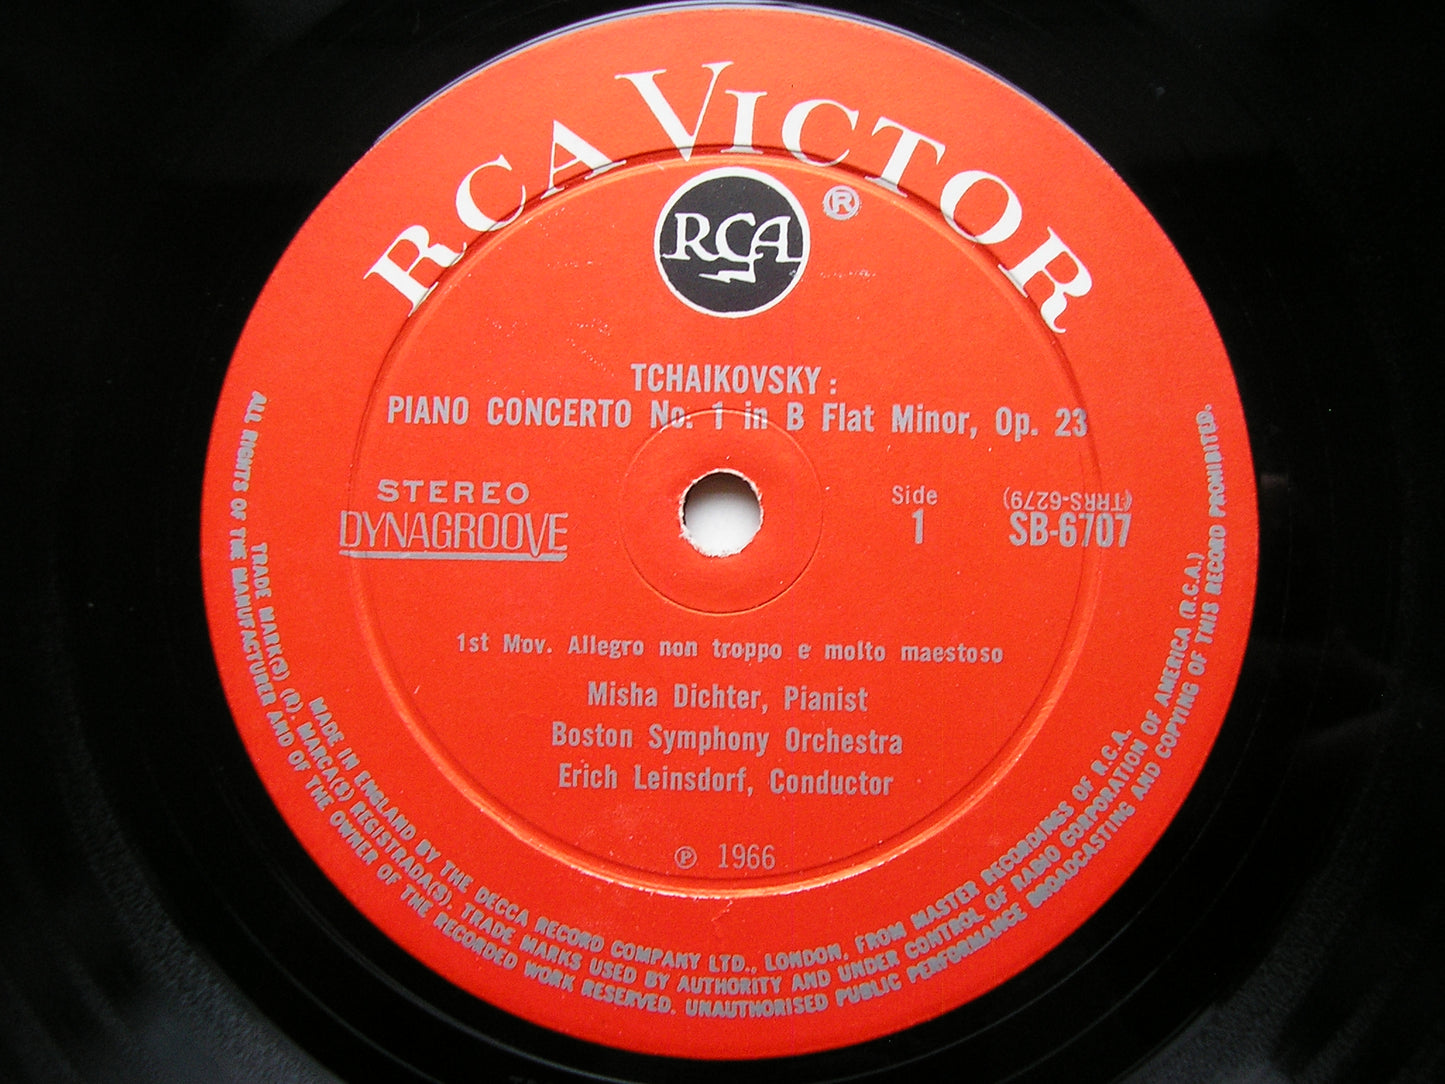 RCA VICTOR
RCA ®
TCHAIKOVSKY :
PIANO CONCERTO No. 1 in B Flat Minor, Op. 23
STEREO
DYNAGROOVE
Side
1
(TRRS-6279)
SB-6707
1st Mov. Allegro non troppo e molto maestoso
Misha Dichter, Pianist
Boston Symphony Orchestra
Erich Leinsdorf, Conductor
℗ 1966
MADE IN ENGLAND BY THE DECCA RECORD COMPANY LTD., LONDON, FROM MASTER RECORDINGS OF R.C.A.
TRADE MARK(S) (R). MARCA(S) REGISTRADA(S). TRADE MARKS USED BY AUTHORITY AND UNDER CONTROL OF RADIO CORPORATION OF AMERICA (R.C.A.)
ALL RIGHTS OF THE MANUFACTURER AND OF THE OWNER OF THE RECORDED WORK RESERVED. UNAUTHORISED PUBLIC PERFORMANCE BROADCASTING AND COPYING OF THIS RECORD PROHIBITED.